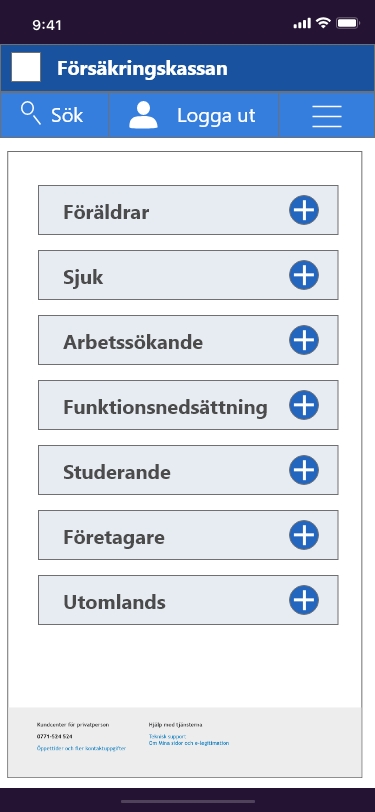 9:41
Försäkringskassan
Sök
Logga ut
Föräldrar
Sjuk
Arbetssökande
Funktionsnedsättning
Studerande
Företagare
Utomlands
Kundcenter för privatperson
0771-524 524
Öppettider och fler kontaktuppgifter
Hjälp med tjänsterna
Teknisk support
Om Mina sidor och e-legitimation